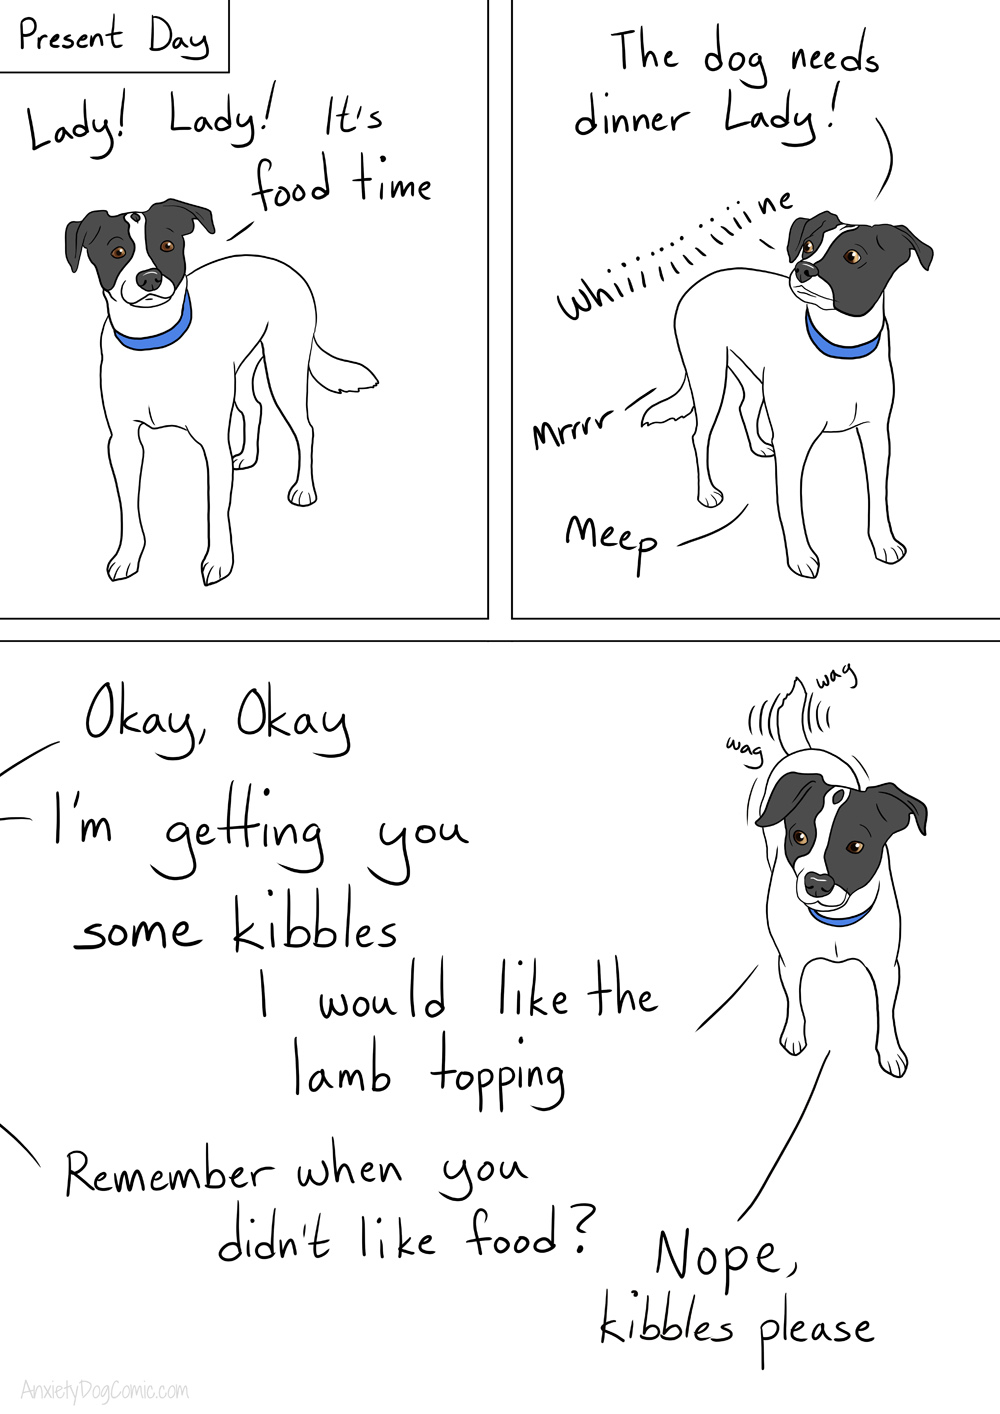 Present Day
Lady! Lady! It's
food time
The dog needs
dinner Lady!
Whiiiiiiiiiiiiiine
Mrrrr
Meep
wag
wag
Okay, Okay
I'm getting you
some kibbles
I would like the
lamb topping
Remember when you
didn't like food?
Nope,
kibbles please
AnxietyDogComic.com